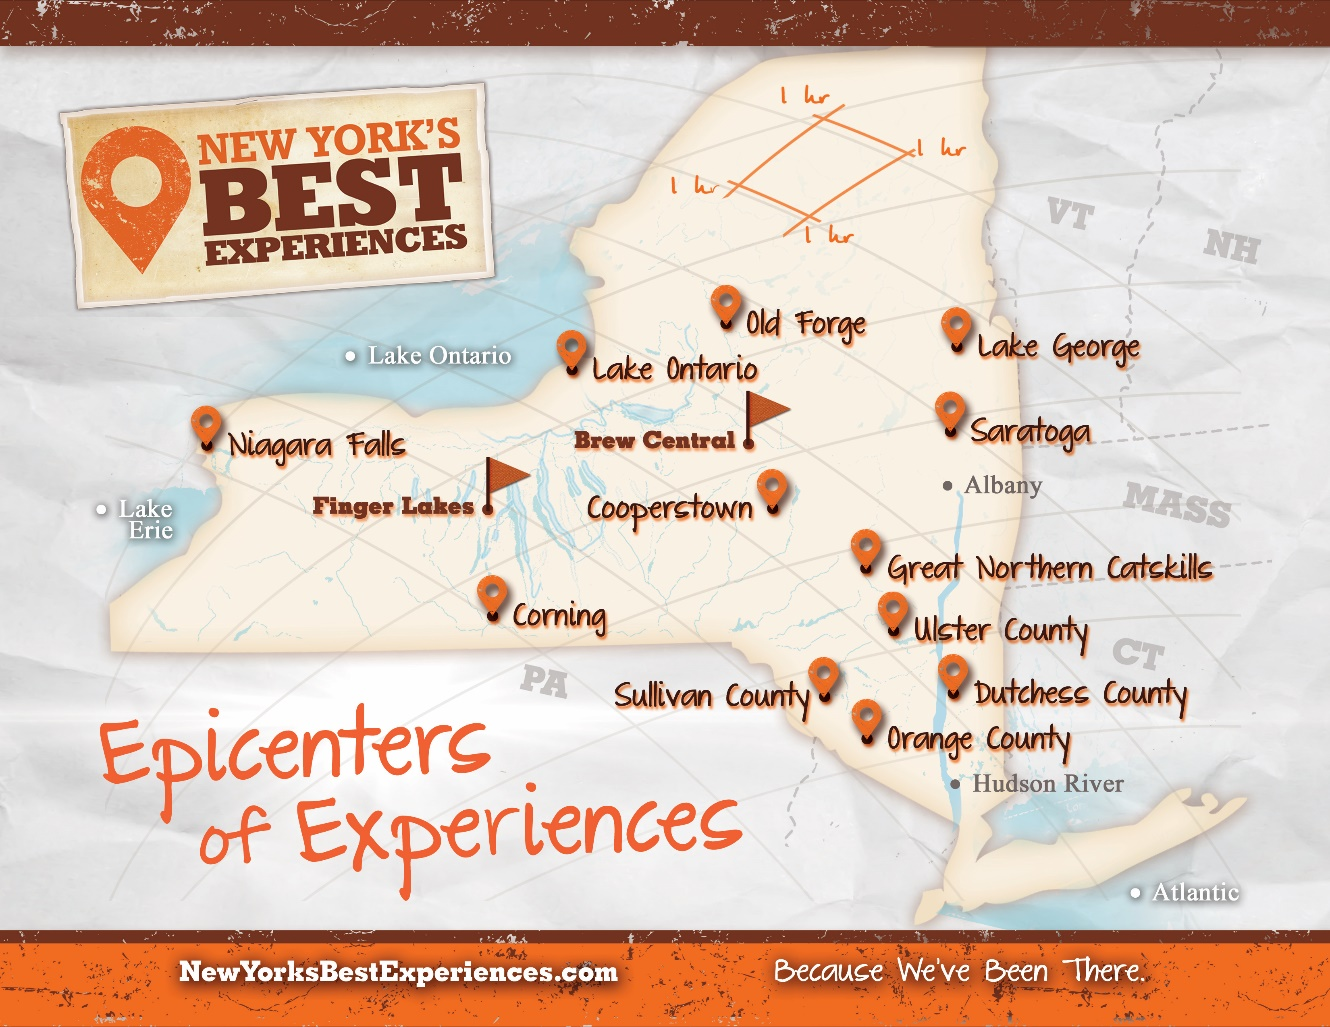 NEW YORK'S
BEST
EXPERIENCES
1 hr
1 hr
1 hr
1 hr
VT
NH
Old Forge
Lake George
Lake Ontario
Lake Ontario
Niagara Falls
Brew Central
Saratoga
Finger Lakes
Cooperstown
Albany
MASS
Lake
Erie
Great Northern Catskills
Corning
Ulster County
CT
PA
Sullivan County
Dutchess County
Orange County
Hudson River
Epicenters
of Experiences
Atlantic
NewYorksBestExperiences.com
Because We've Been There.